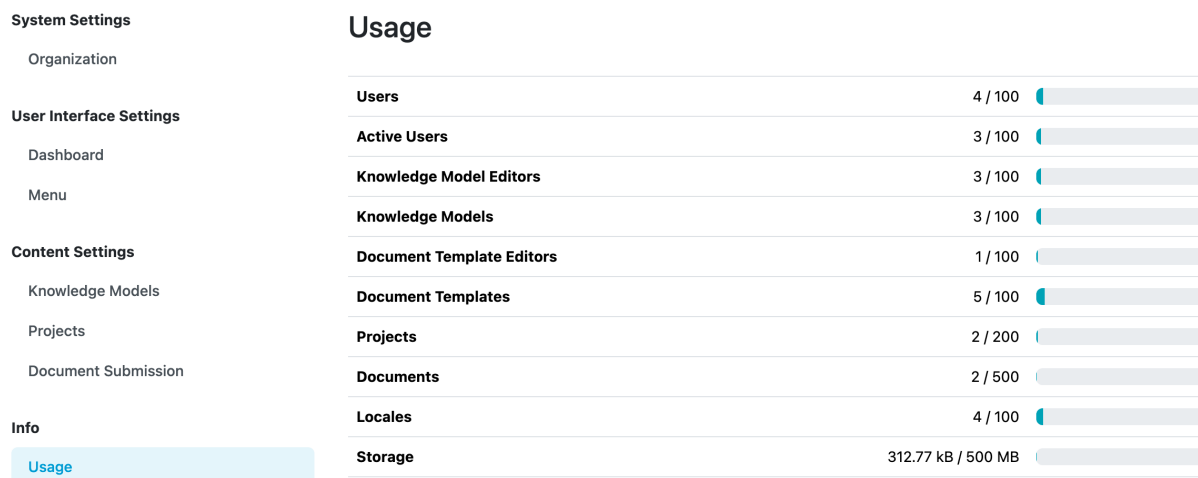 System Settings
Organization
User Interface Settings
Dashboard
Menu
Content Settings
Knowledge Models
Projects
Document Submission
Info
Usage
Usage
Users 4 / 100
Active Users 3 / 100
Knowledge Model Editors 3 / 100
Knowledge Models 3 / 100
Document Template Editors 1 / 100
Document Templates 5 / 100
Projects 2 / 200
Documents 2 / 500
Locales 4 / 100
Storage 312.77 kB / 500 MB